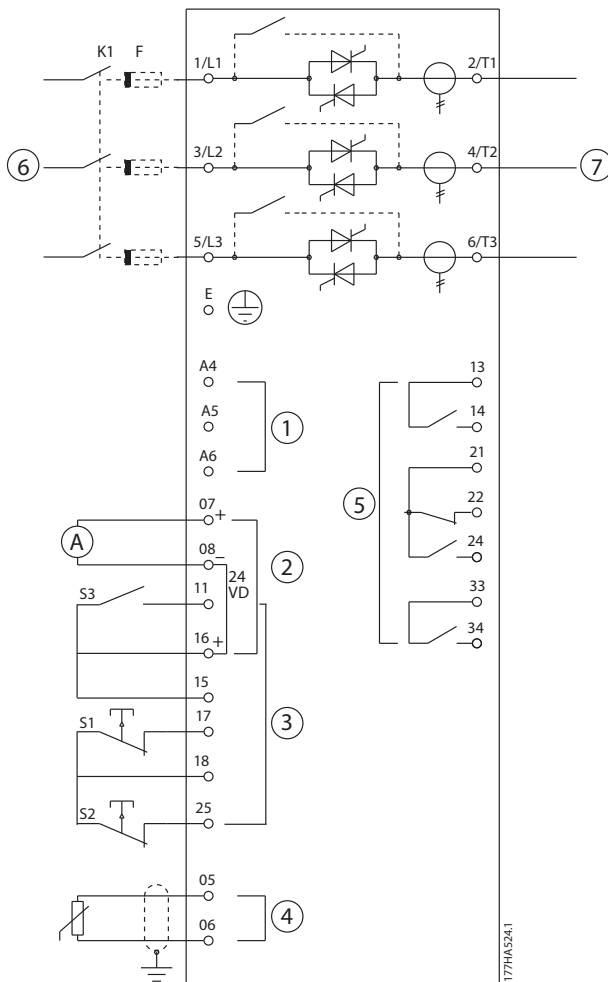 K1 F 1/L1 2/T1
6 3/L2 4/T2 7
5/L3 6/T3
E
A4 13
A5 1 14
A6 21
07 + 5 22
A 08 – 2 24
24
VD
S3 11 33
16 + 34
15
S1 17 3
18
S2 25
05
4
06
177HA524.1